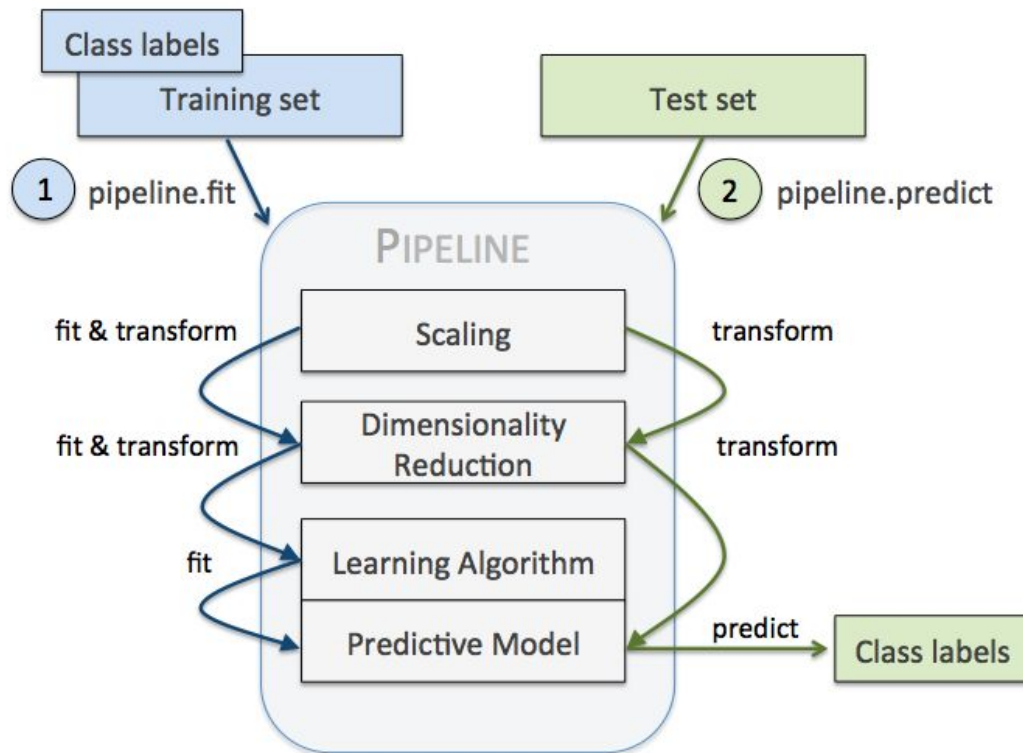 Class labels
Training set
Test set
1
pipeline.fit
2
pipeline.predict
PIPELINE
fit & transform
Scaling
transform
fit & transform
Dimensionality
Reduction
transform
fit
Learning Algorithm
Predictive Model
predict
Class labels